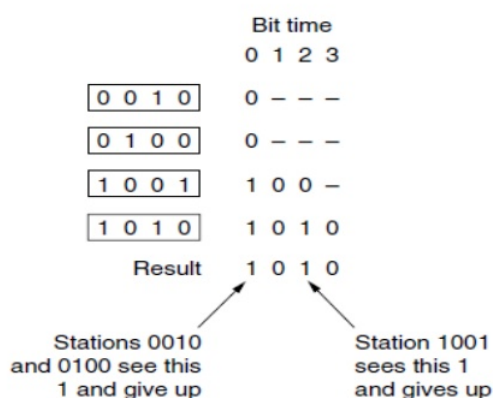 Bit time
0 1 2 3
0 0 1 0 0 – – –
0 1 0 0 0 – – –
1 0 0 1 1 0 0 –
1 0 1 0 1 0 1 0
Result 1 0 1 0
Stations 0010
and 0100 see this
1 and give up
Station 1001
sees this 1
and gives up